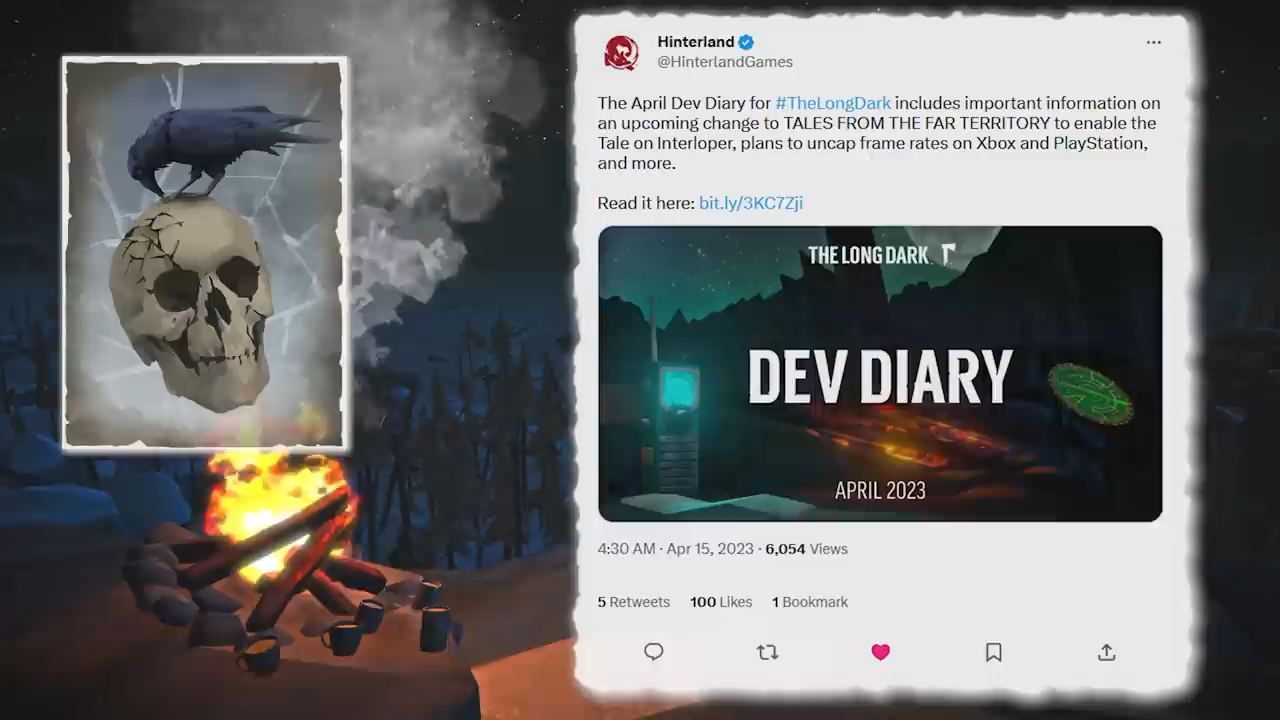 Hinterland
@HinterlandGames
The April Dev Diary for #TheLongDark includes important information on
an upcoming change to TALES FROM THE FAR TERRITORY to enable the
Tale on Interloper, plans to uncap frame rates on Xbox and PlayStation,
and more.
Read it here: bit.ly/3KC7Zji
THE LONG DARK
DEV DIARY
APRIL 2023
4:30 AM · Apr 15, 2023 · 6,054 Views
5 Retweets 100 Likes 1 Bookmark